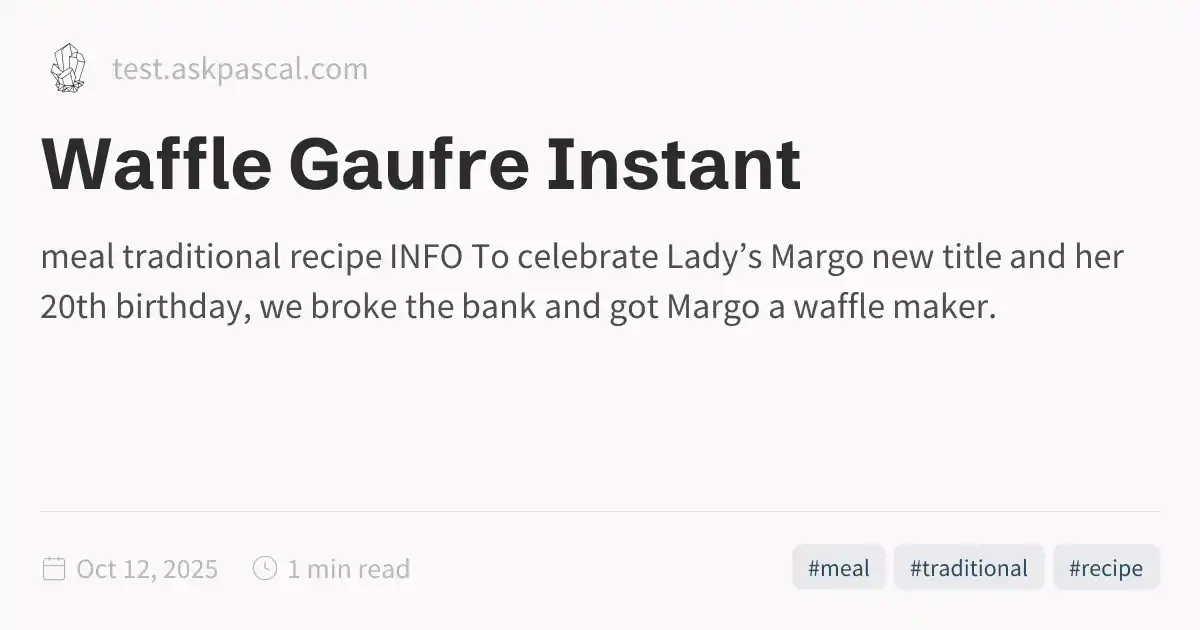 test.askpascal.com
Waffle Gaufre Instant
meal traditional recipe INFO To celebrate Lady’s Margo new title and her
20th birthday, we broke the bank and got Margo a waffle maker.
Oct 12, 2025 1 min read #meal #traditional #recipe